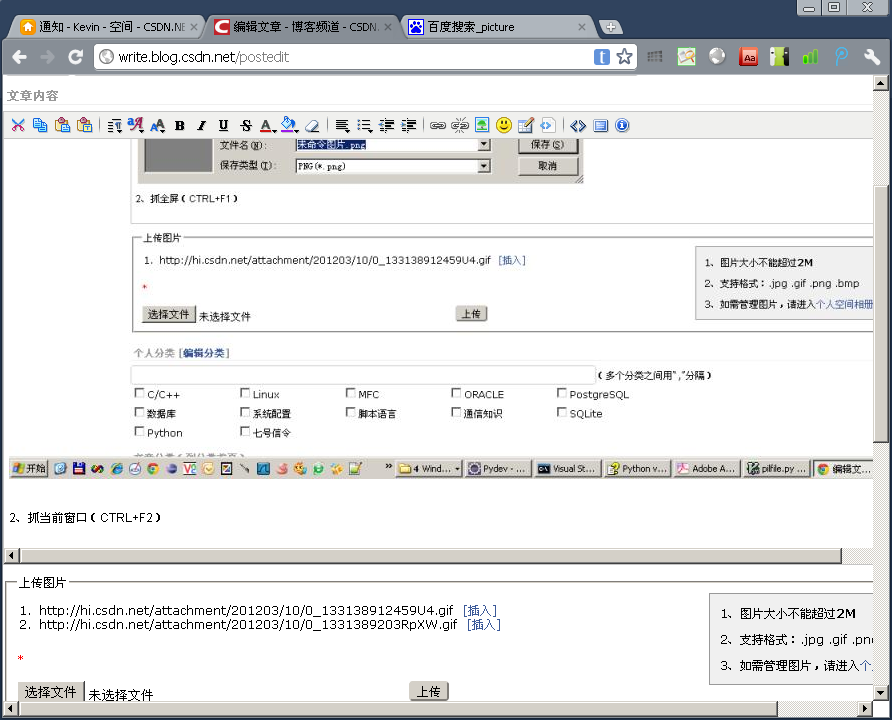 通知 - Kevin - 空间 - CSDN.NE
编辑文章 - 博客频道 - CSDN.
百度搜索_picture
write.blog.csdn.net/postedit
文章内容
文件名(N):
未命令图片.png
保存(S)
保存类型(T):
PNG(*.png)
取消
2、抓全屏(CTRL+F1)
上传图片
1. http://hi.csdn.net/attachment/201203/10/0_133138912459U4.gif [插入]
1、图片大小不能超过2M
2、支持格式：.jpg .gif .png .bmp
*
3、如需管理图片，请进入个人空间相册
选择文件 未选择文件
上传
个人分类 [编辑分类]
(多个分类之间用“,”分隔)
C/C++ Linux MFC ORACLE PostgreSQL
数据库 系统配置 脚本语言 通信知识 SQLite
Python 七号信令
开始
4 Wind...
Pydev - ...
Visual St...
Python v...
Adobe A...
pilfile.py ...
编辑文...
2、抓当前窗口(CTRL+F2)
上传图片
1. http://hi.csdn.net/attachment/201203/10/0_133138912459U4.gif [插入]
2. http://hi.csdn.net/attachment/201203/10/0_1331389203RpXW.gif [插入]
1、图片大小不能超过2M
2、支持格式：.jpg .gif .pn
*
3、如需管理图片，请进入个
选择文件 未选择文件
上传